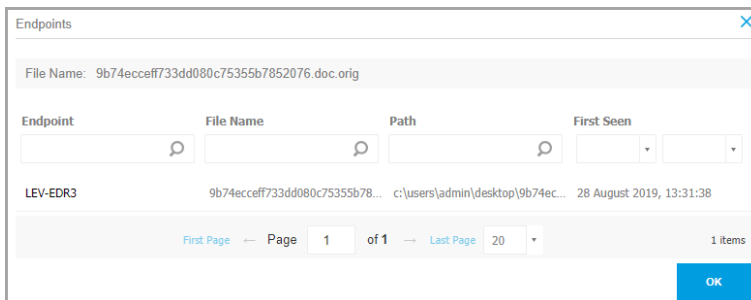 Endpoints
File Name: 9b74ecceff733dd080c75355b7852076.doc.orig
Endpoint File Name Path First Seen
LEV-EDR3 9b74ecceff733dd080c75355b78... c:\users\admin\desktop\9b74ec... 28 August 2019, 13:31:38
First Page ← Page 1 of 1 → Last Page 20 1 items
OK